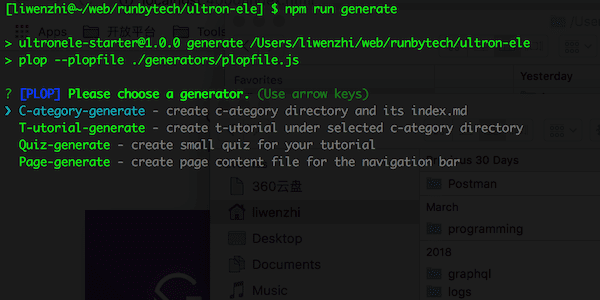 [liwenzhi@~/web/runbytech/ultron-ele] $ npm run generate
> ultronele-starter@1.0.0 generate /Users/liwenzhi/web/runbytech/ultron-ele
> plop --plopfile ./generators/plopfile.js
? [PLOP] Please choose a generator. (Use arrow keys)
❯ C-ategory-generate - create c-ategory directory and its index.md
T-utorial-generate - create t-utorial under selected c-ategory directory
Quiz-generate - create small quiz for your tutorial
Page-generate - create page content file for the navigation bar
Apps
开放平台
Tools
Favorites
360云盘
liwenzhi
Desktop
Documents
Music
Yesterday
Previous 30 Days
Postman
March
programming
2018
graphql
logs